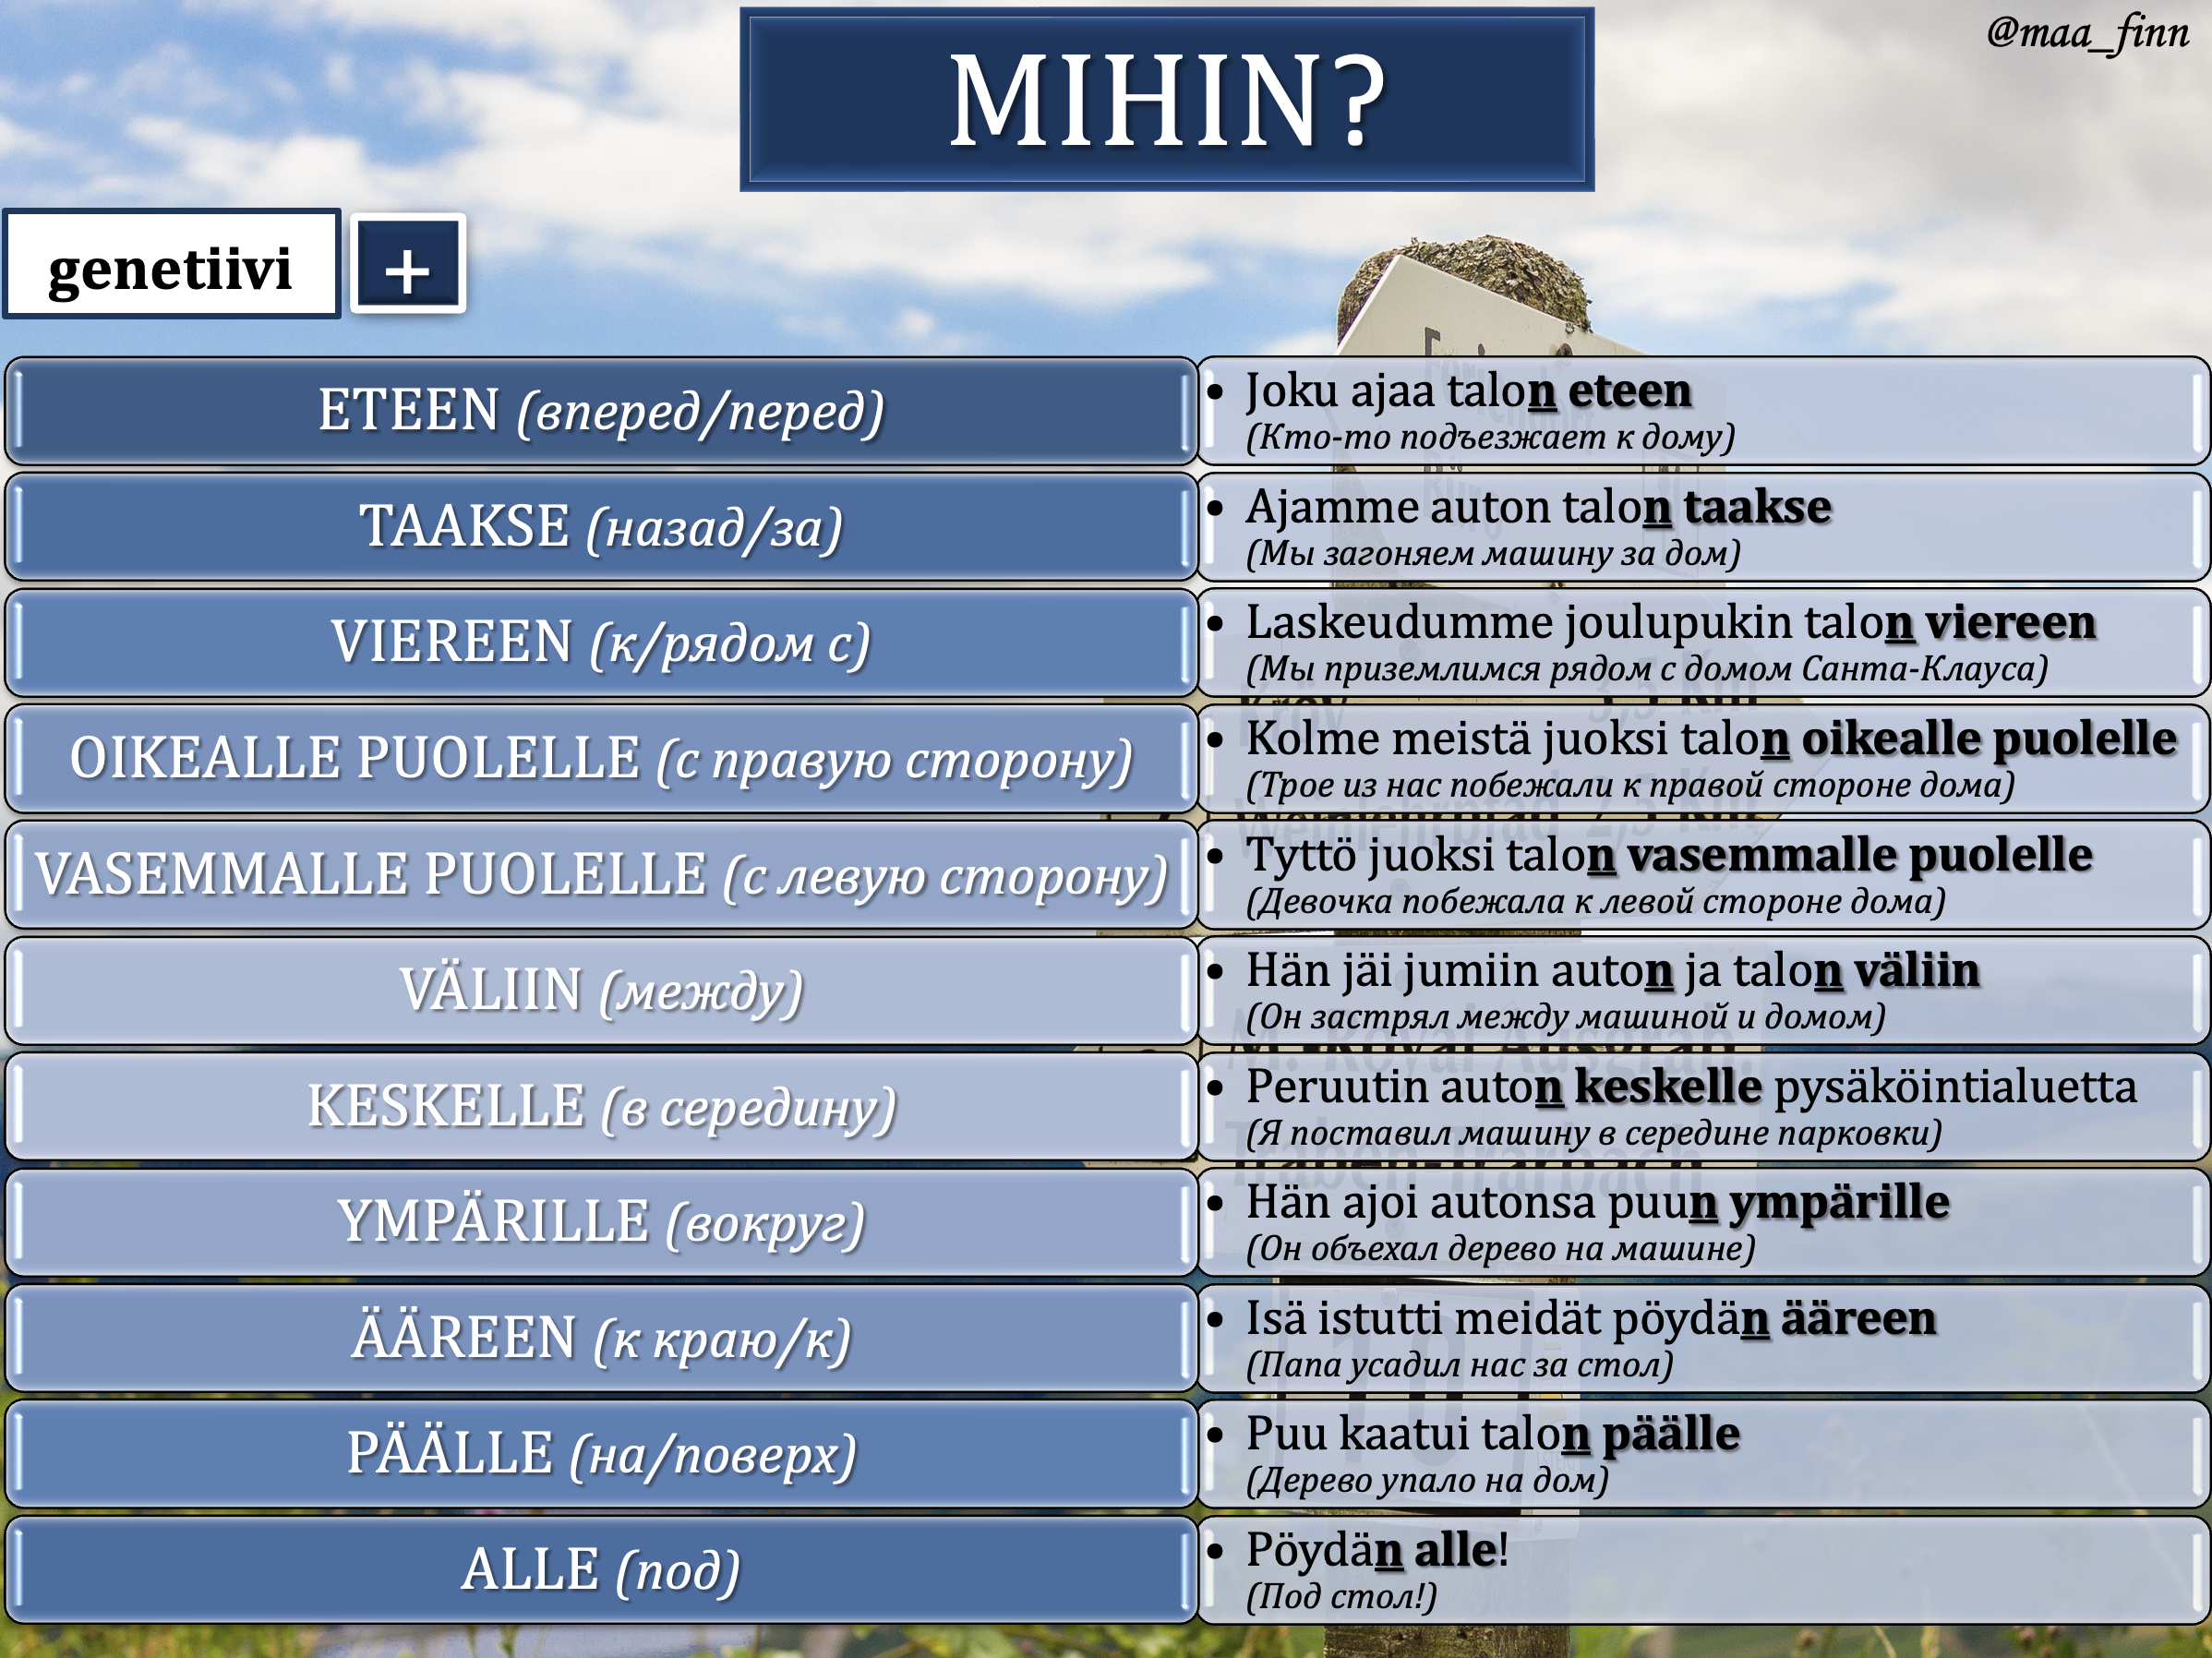 @maa_finn
MIHIN?
genetiivi +
ETEEN (вперед/перед)
• Joku ajaa talon eteen
(Кто-то подъезжает к дому)
TAAKSE (назад/за)
• Ajamme auton talon taakse
(Мы загоняем машину за дом)
VIEREEN (к/рядом с)
• Laskeudumme joulupukin talon viereen
(Мы приземлимся рядом с домом Санта-Клауса)
OIKEALLE PUOLELLE (с правую сторону)
• Kolme meistä juoksi talon oikealle puolelle
(Трое из нас побежали к правой стороне дома)
VASEMMALLE PUOLELLE (с левую сторону)
• Tyttö juoksi talon vasemmalle puolelle
(Девочка побежала к левой стороне дома)
VÄLIIN (между)
• Hän jäi jumiin auton ja talon väliin
(Он застрял между машиной и домом)
KESKELLE (в середину)
• Peruutin auton keskelle pysäköintialuetta
(Я поставил машину в середине парковки)
YMPÄRILLE (вокруг)
• Hän ajoi autonsa puun ympärille
(Он объехал дерево на машине)
ÄÄREEN (к краю/к)
• Isä istutti meidät pöydän ääreen
(Папа усадил нас за стол)
PÄÄLLE (на/поверх)
• Puu kaatui talon päälle
(Дерево упало на дом)
ALLE (под)
• Pöydän alle!
(Под стол!)